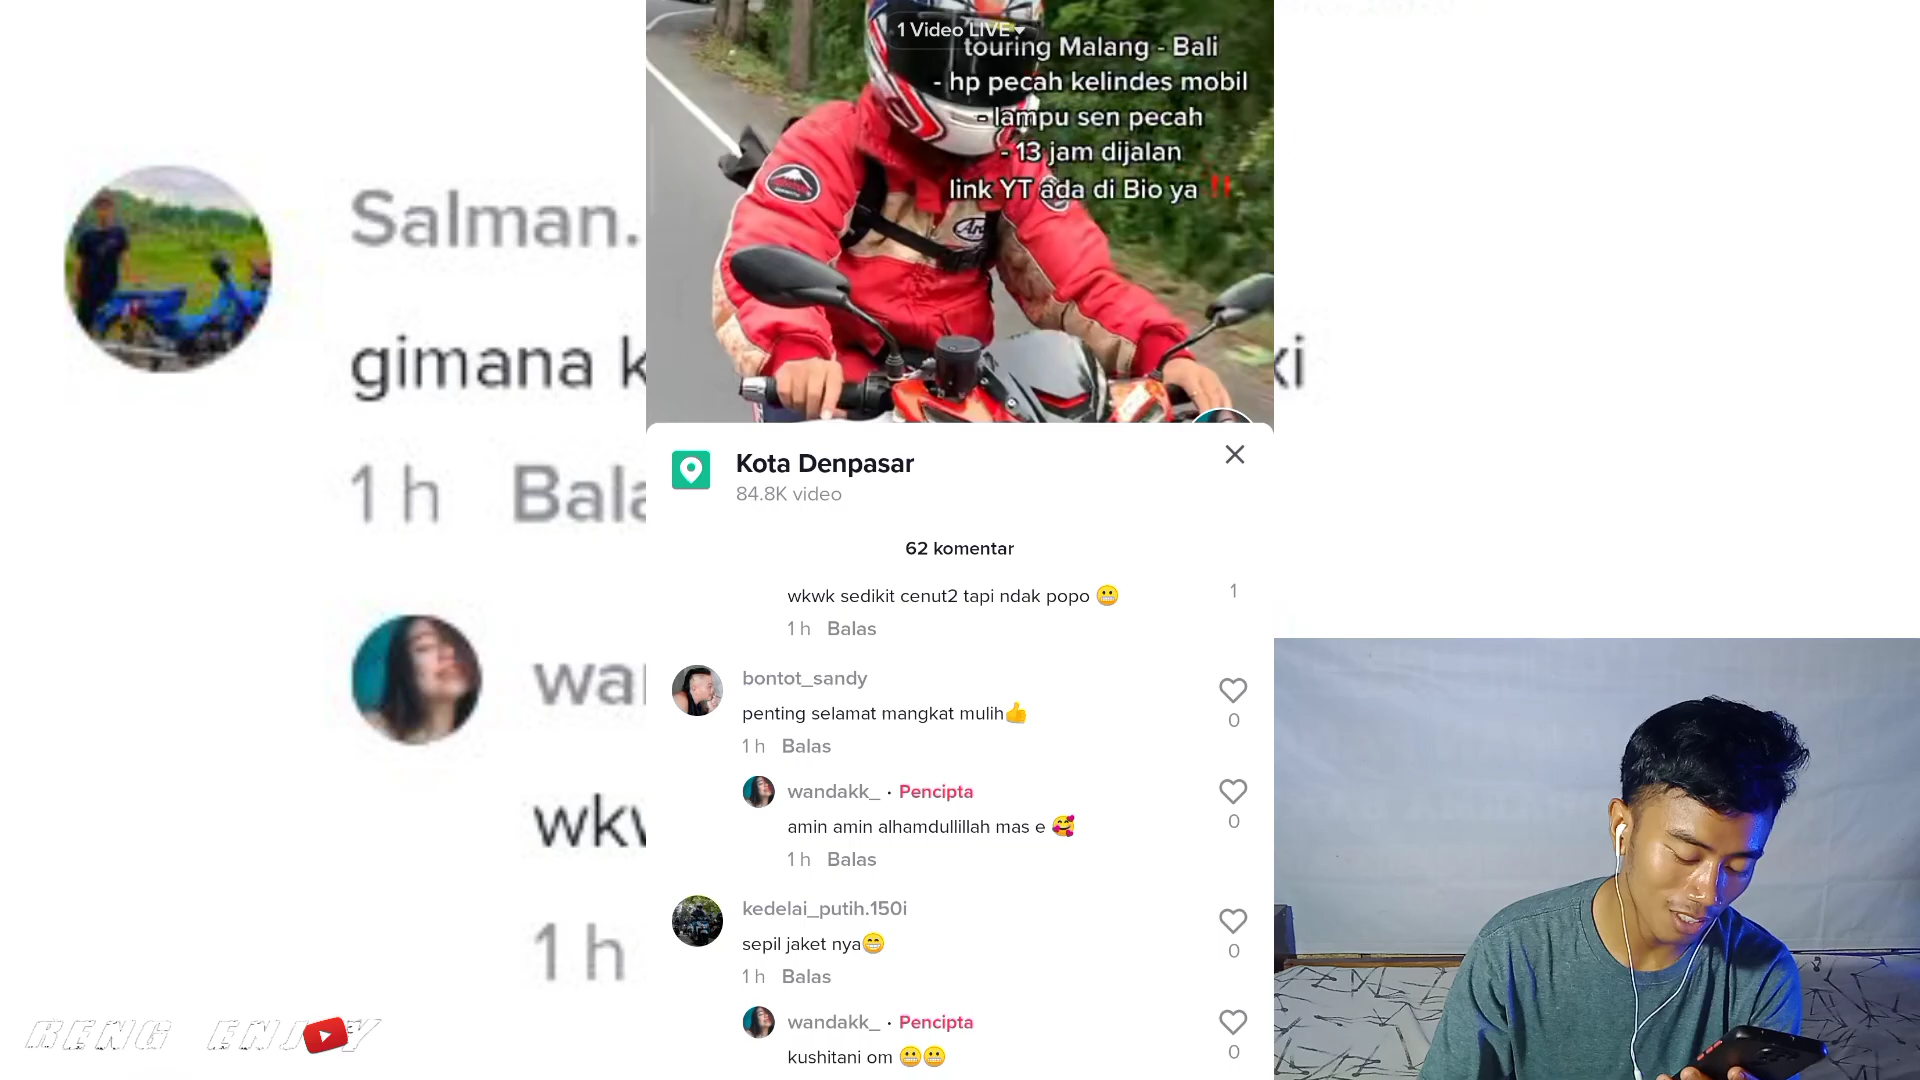 1 Video LIVE
touring Malang - Bali
- hp pecah kelindes mobil
- lampu sen pecah
- 13 jam dijalan
link YT ada di Bio ya ‼
Kota Denpasar
84.8K video
62 komentar
wkwk sedikit cenut2 tapi ndak popo 😬
1
1 h Balas
bontot_sandy
penting selamat mangkat mulih👍
0
1 h Balas
wandakk_ · Pencipta
amin amin alhamdullillah mas e 🥰
0
1 h Balas
kedelai_putih.150i
sepil jaket nya😁
0
1 h Balas
wandakk_ · Pencipta
kushitani om 😬😬
0
Salman.
gimana
1 h
1 h
RENG ENJOY